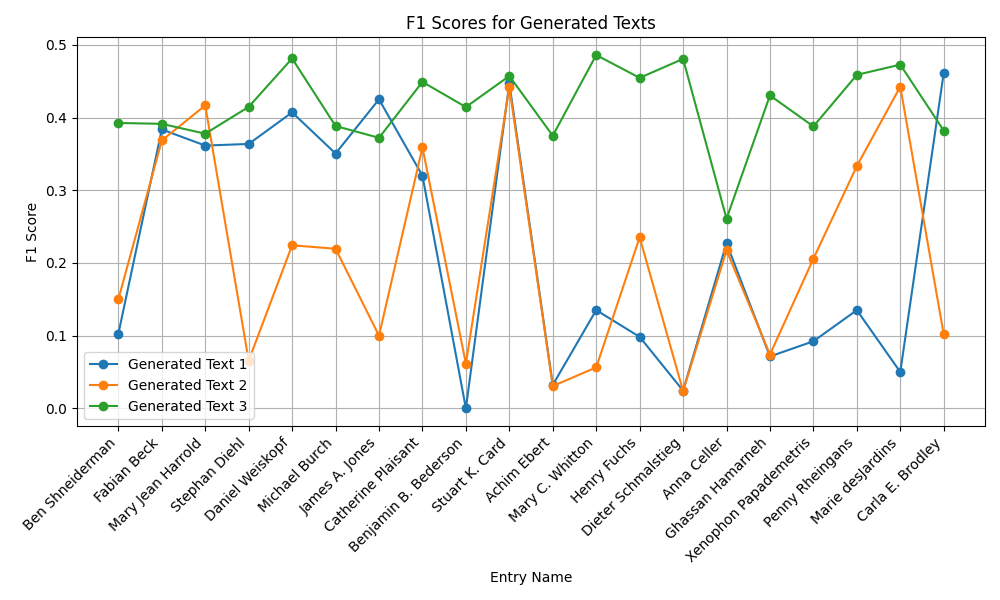 F1 Scores for Generated Texts
F1 Score
0.5
0.4
0.3
0.2
0.1
0.0
Generated Text 1
Generated Text 2
Generated Text 3
Ben Shneiderman
Fabian Beck
Mary Jean Harrold
Stephan Diehl
Daniel Weiskopf
Michael Burch
James A. Jones
Catherine Plaisant
Benjamin B. Bederson
Stuart K. Card
Achim Ebert
Mary C. Whitton
Henry Fuchs
Dieter Schmalstieg
Anna Celler
Ghassan Hamarneh
Xenophon Papademetris
Penny Rheingans
Marie desJardins
Carla E. Brodley
Entry Name